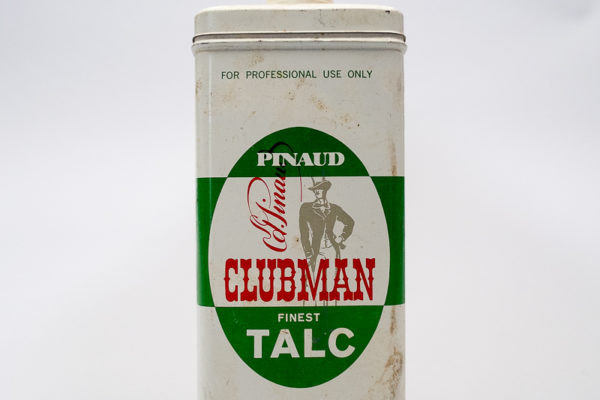 FOR PROFESSIONAL USE ONLY
PINAUD
Ed. Pinaud
CLUBMAN
FINEST
TALC